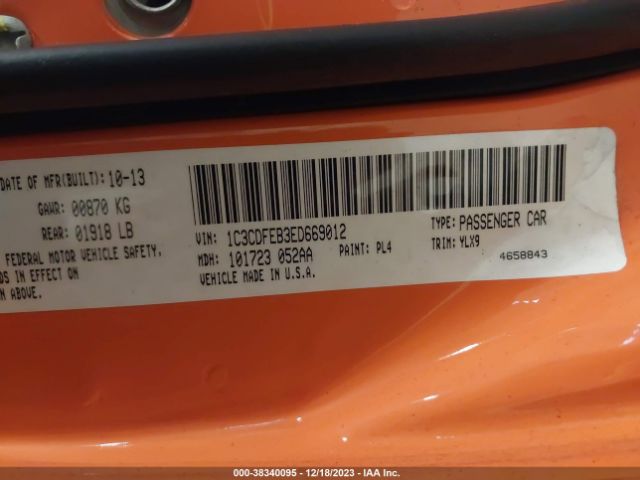 DATE OF MFR(BUILT): 10-13
GAWR: 00870 KG
REAR: 01918 LB
FEDERAL MOTOR VEHICLE SAFETY,
DS IN EFFECT ON
N ABOVE.
VIN: 1C3CDFEB3ED669012
TYPE: PASSENGER CAR
MDH: 101723 052AA
PAINT: PL4
TRIM: YLX9
VEHICLE MADE IN U.S.A.
4658843
000-38340095 - 12/18/2023 - IAA Inc.